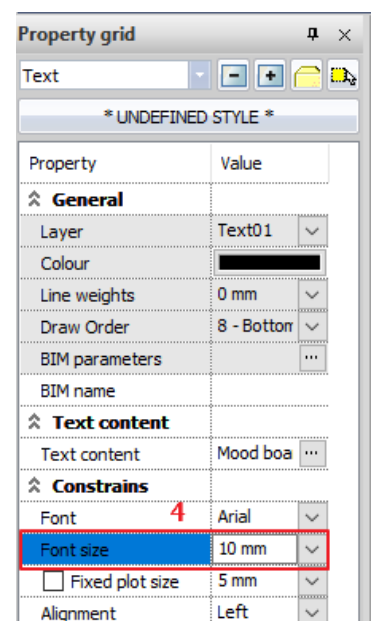 Property grid
Text
* UNDEFINED STYLE *
Property Value
General
Layer Text01
Colour
Line weights 0 mm
Draw Order 8 - Bottom
BIM parameters ...
BIM name
Text content
Text content Mood boa ...
Constrains
Font 4 Arial
Font size 10 mm
Fixed plot size 5 mm
Alignment Left